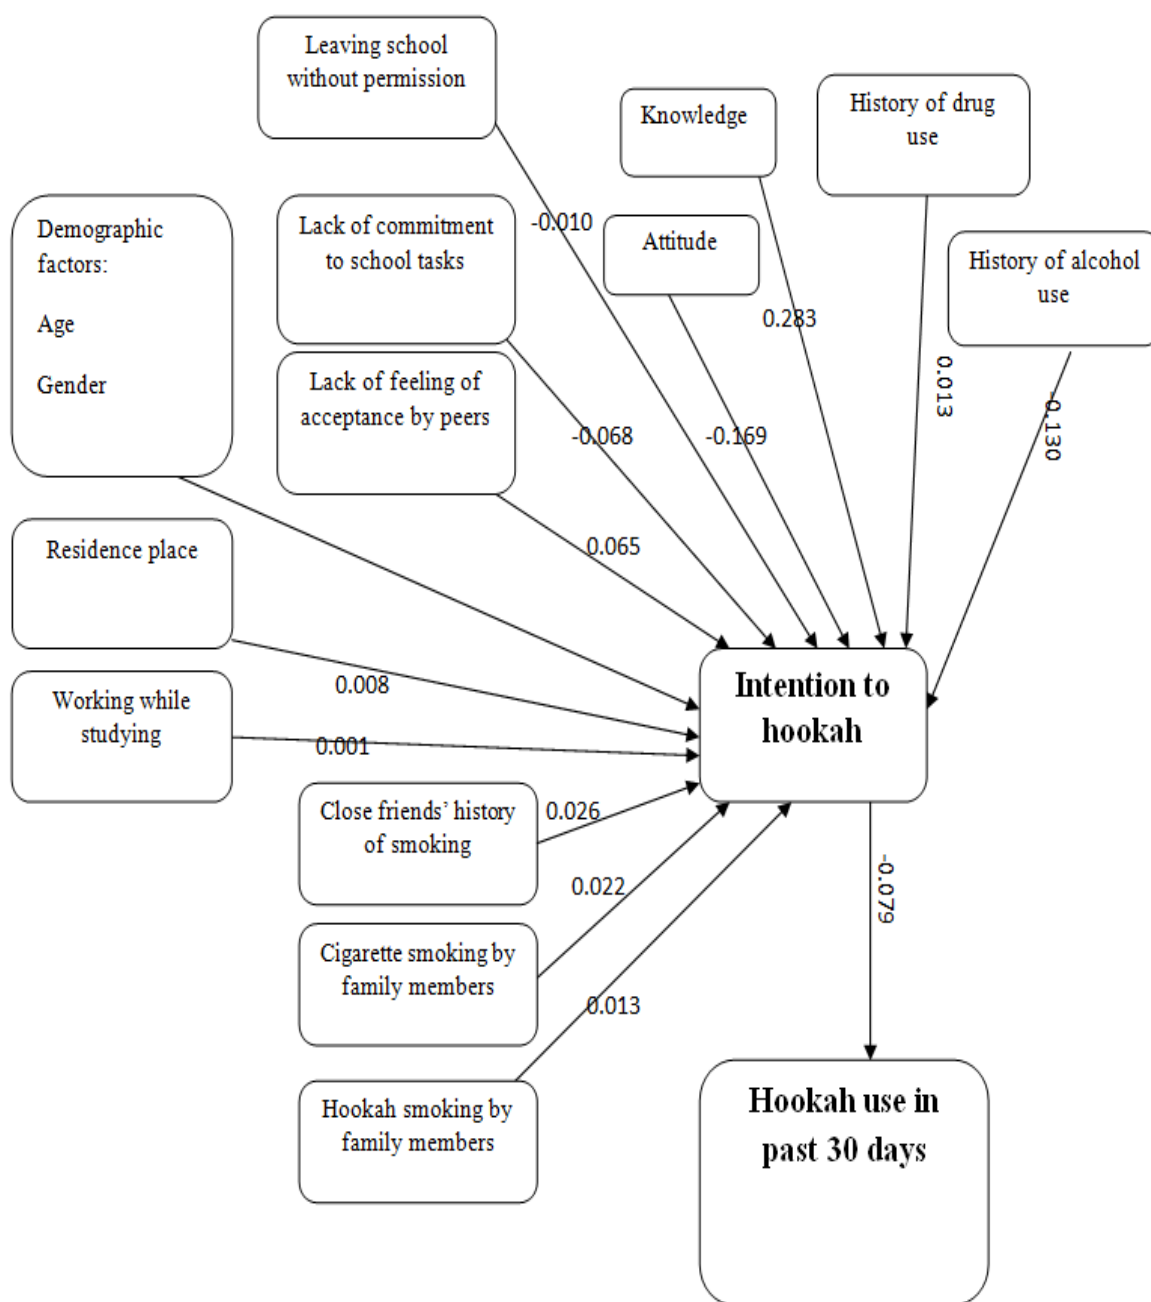 Leaving school
without permission
Knowledge
History of drug
use
Demographic
factors:
Age
Gender
Lack of commitment
to school tasks
-0.010
Attitude
History of alcohol
use
0.283
0.013
-0.130
Lack of feeling of
acceptance by peers
-0.068
-0.169
0.065
Residence place
0.008
Working while
studying
0.001
Intention to
hookah
Close friends’ history
of smoking
0.026
0.022
-0.079
Cigarette smoking by
family members
0.013
Hookah smoking by
family members
Hookah use in
past 30 days